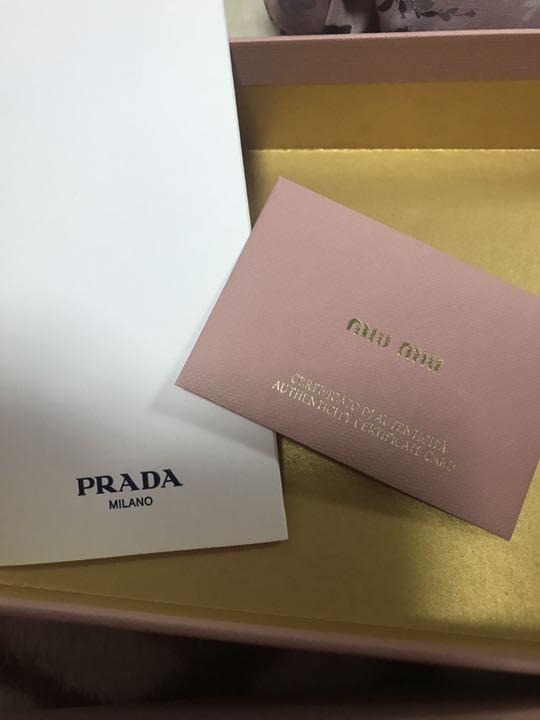 PRADA
MILANO
miu miu
CERTIFICATO DI AUTENTICITÀ
AUTHENTICITY CERTIFICATE CARD